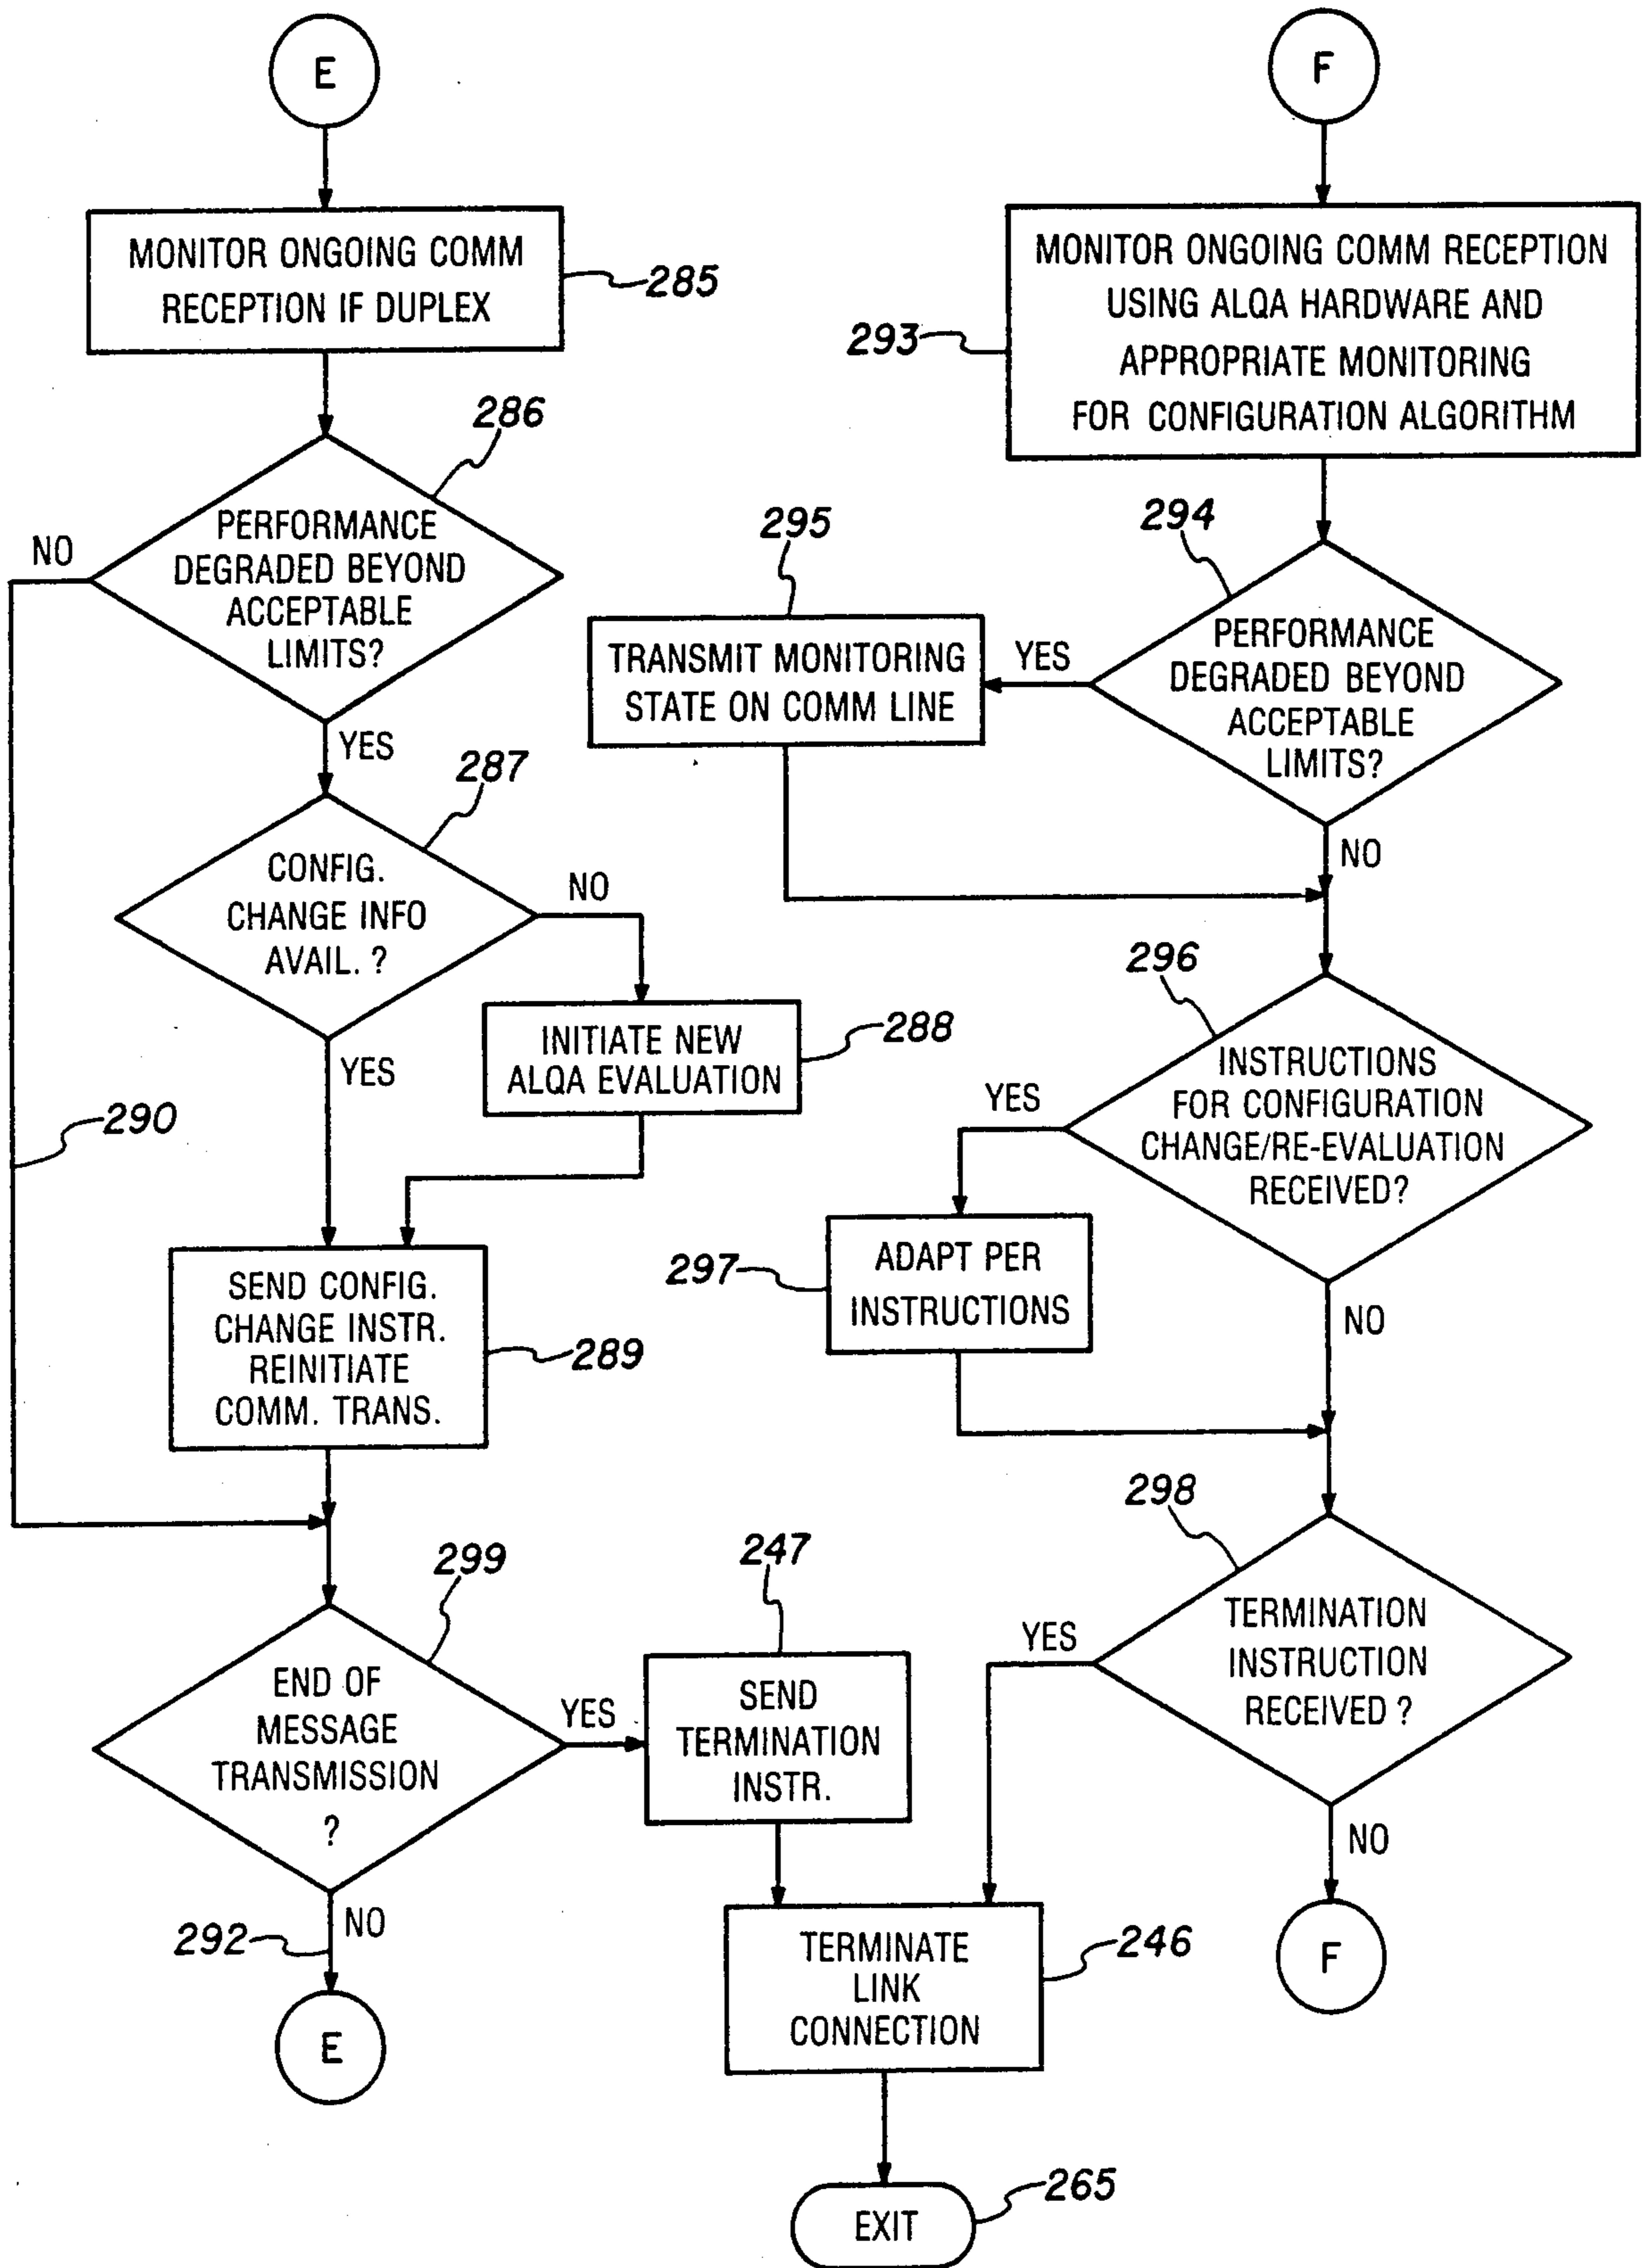 E
MONITOR ONGOING COMM
RECEPTION IF DUPLEX
285
286
PERFORMANCE
DEGRADED BEYOND
ACCEPTABLE
LIMITS?
NO
YES
287
CONFIG.
CHANGE INFO
AVAIL. ?
NO
YES
INITIATE NEW
ALQA EVALUATION
288
290
SEND CONFIG.
CHANGE INSTR.
REINITIATE
COMM. TRANS.
289
299
END OF
MESSAGE
TRANSMISSION
?
YES
NO
292
E
247
SEND
TERMINATION
INSTR.
F
MONITOR ONGOING COMM RECEPTION
USING ALQA HARDWARE AND
APPROPRIATE MONITORING
FOR CONFIGURATION ALGORITHM
293
294
PERFORMANCE
DEGRADED BEYOND
ACCEPTABLE
LIMITS?
YES
NO
295
TRANSMIT MONITORING
STATE ON COMM LINE
296
INSTRUCTIONS
FOR CONFIGURATION
CHANGE/RE-EVALUATION
RECEIVED?
YES
NO
297
ADAPT PER
INSTRUCTIONS
298
TERMINATION
INSTRUCTION
RECEIVED ?
YES
NO
F
TERMINATE
LINK
CONNECTION
246
EXIT
265